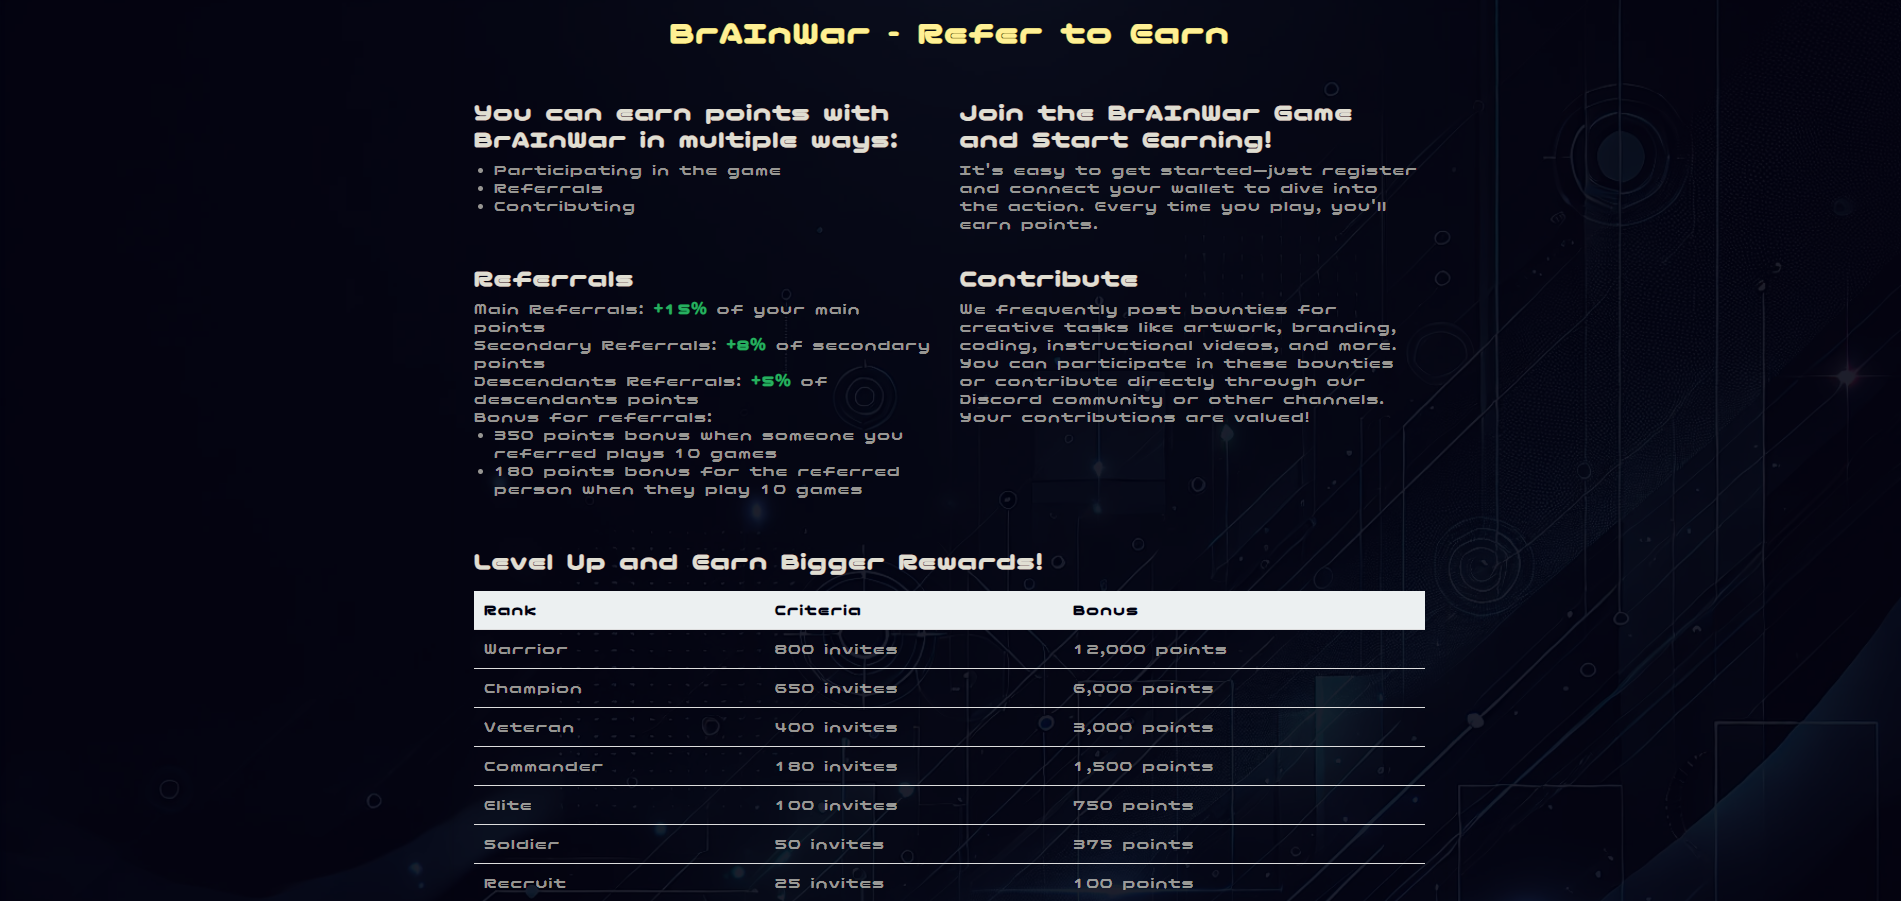 BrAInWar - Refer to Earn
You can earn points with
BrAInWar in multiple ways:
• Participating in the game
• Referrals
• Contributing
Join the BrAInWar Game
and Start Earning!
It's easy to get started—just register
and connect your wallet to dive into
the action. Every time you play, you'll
earn points.
Referrals
Main Referrals: +15% of your main
points
Secondary Referrals: +8% of secondary
points
Descendants Referrals: +5% of
descendants points
Bonus for referrals:
• 350 points bonus when someone you
referred plays 10 games
• 180 points bonus for the referred
person when they play 10 games
Contribute
We frequently post bounties for
creative tasks like artwork, branding,
coding, instructional videos, and more.
You can participate in these bounties
or contribute directly through our
Discord community or other channels.
Your contributions are valued!
Level Up and Earn Bigger Rewards!
Rank Criteria Bonus
Warrior 800 invites 12,000 points
Champion 650 invites 6,000 points
Veteran 400 invites 3,000 points
Commander 180 invites 1,500 points
Elite 100 invites 750 points
Soldier 50 invites 375 points
Recruit 25 invites 100 points